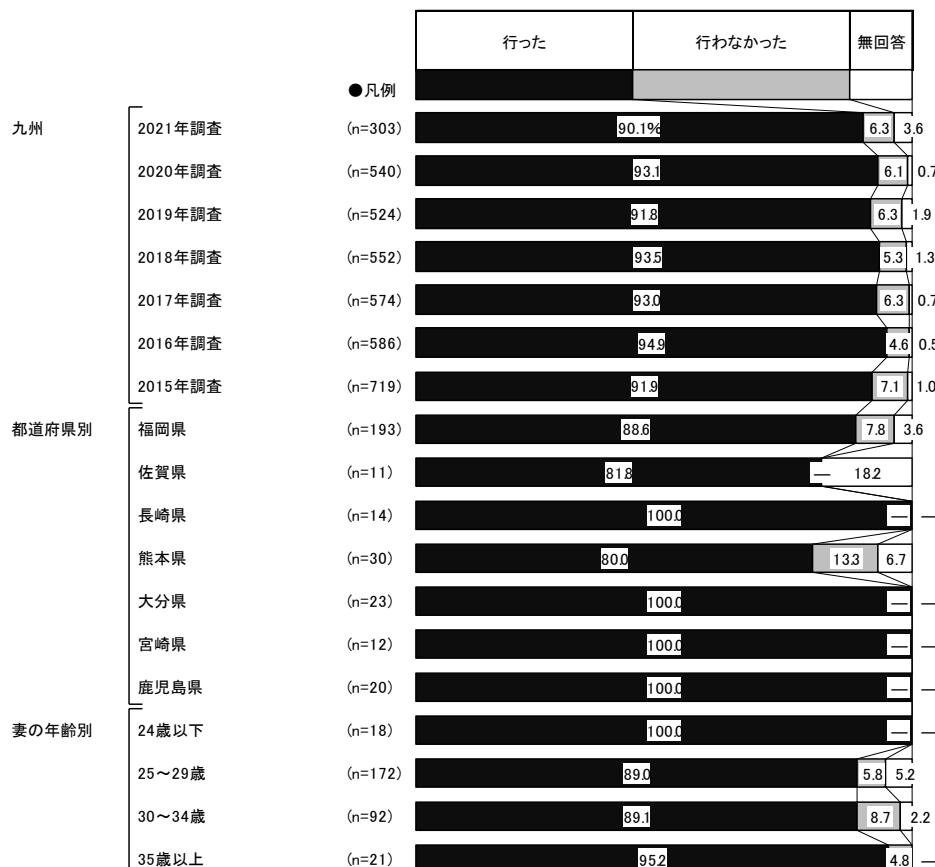 行った 行わなかった 無回答
●凡例
九州 2021年調査 (n=303) 90.1% 6.3 3.6
2020年調査 (n=540) 93.1 6.1 0.7
2019年調査 (n=524) 91.8 6.3 1.9
2018年調査 (n=552) 93.5 5.3 1.3
2017年調査 (n=574) 93.0 6.3 0.7
2016年調査 (n=586) 94.9 4.6 0.5
2015年調査 (n=719) 91.9 7.1 1.0
都道府県別 福岡県 (n=193) 88.6 7.8 3.6
佐賀県 (n=11) 81.8 — 18.2
長崎県 (n=14) 100.0 — —
熊本県 (n=30) 80.0 13.3 6.7
大分県 (n=23) 100.0 — —
宮崎県 (n=12) 100.0 — —
鹿児島県 (n=20) 100.0 — —
妻の年齢別 24歳以下 (n=18) 100.0 — —
25～29歳 (n=172) 89.0 5.8 5.2
30～34歳 (n=92) 89.1 8.7 2.2
35歳以上 (n=21) 95.2 4.8 —